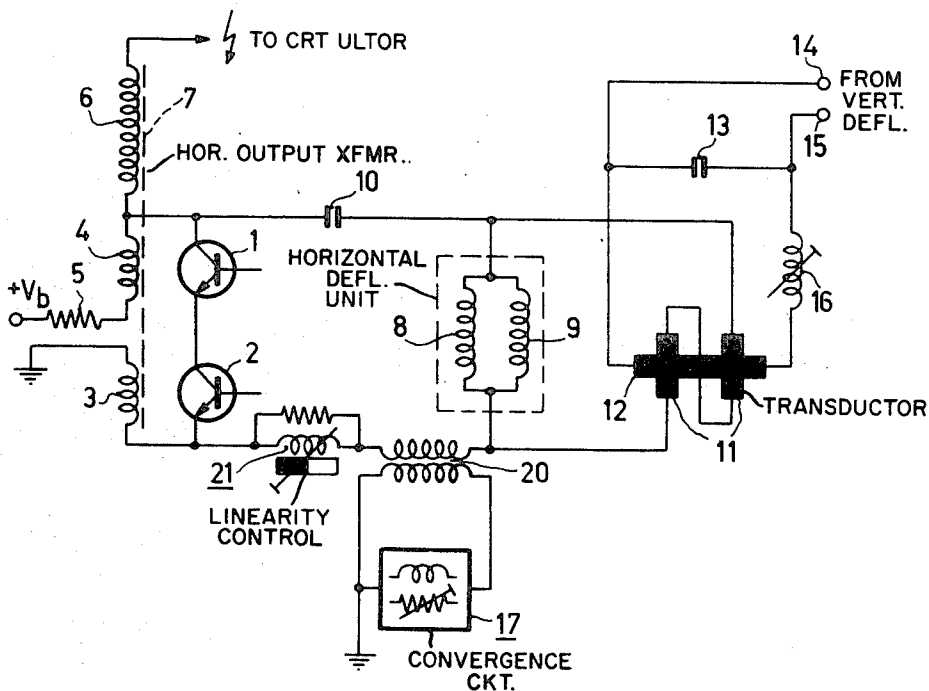 TO CRT ULTOR
14
FROM
VERT.
DEFL.
15
6
7
13
HOR. OUTPUT XFMR..
10
4
1
HORIZONTAL
DEFL.
UNIT
5
+Vb
16
8
9
2
3
12
TRANSDUCTOR
11
21
20
LINEARITY
CONTROL
17
CONVERGENCE
CKT.